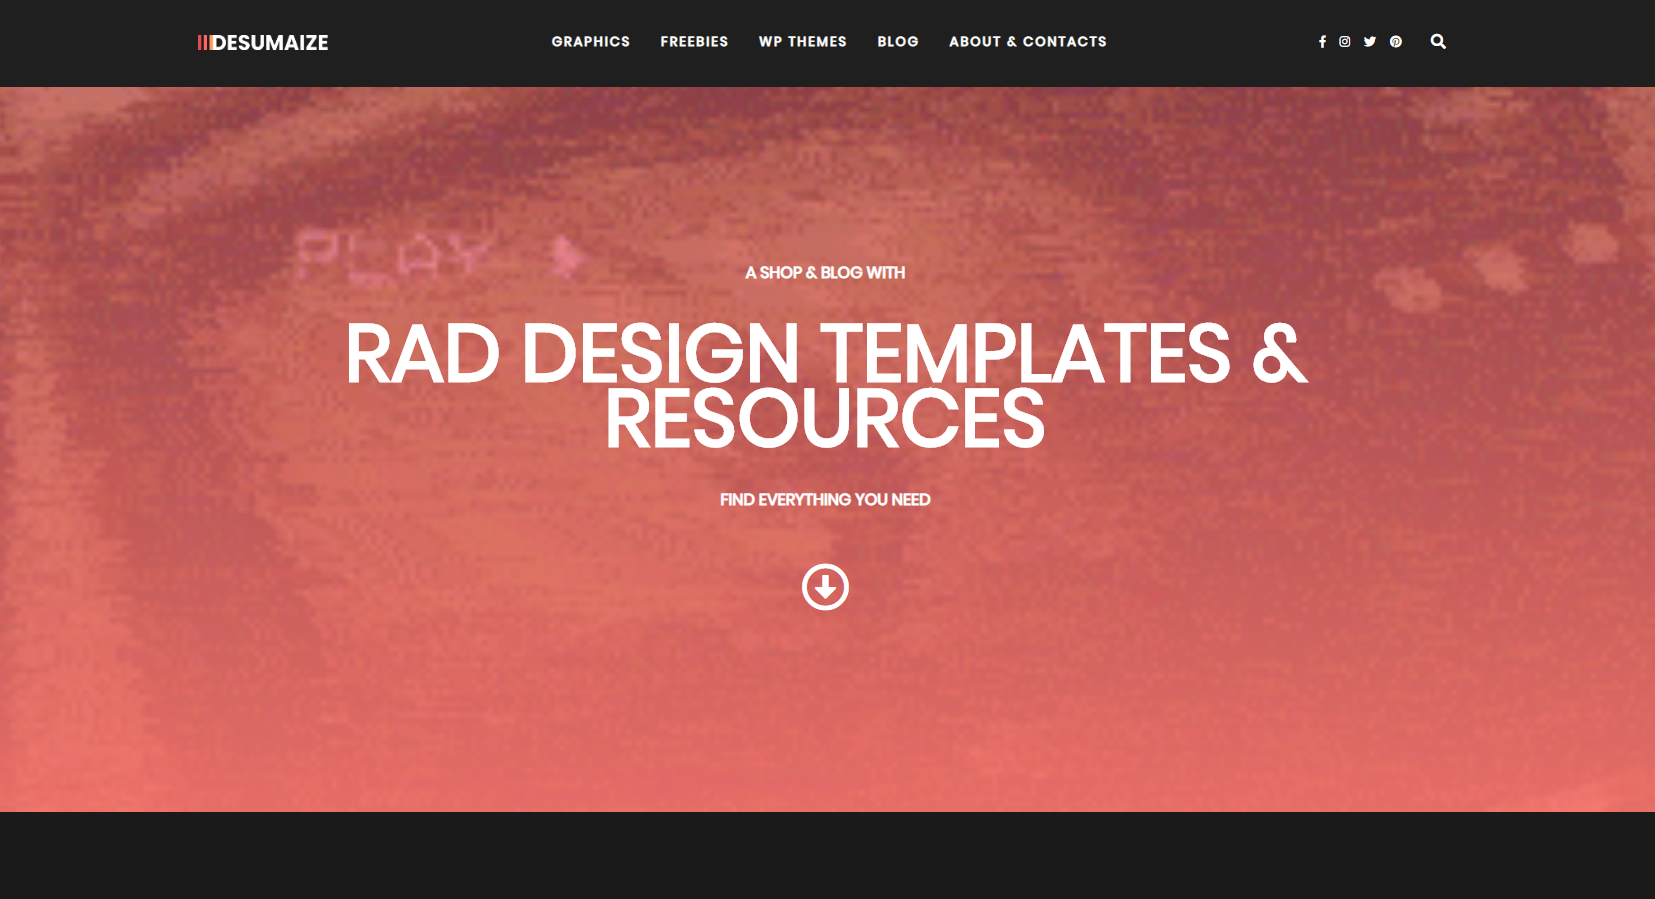 DESUMAIZE
GRAPHICS
FREEBIES
WP THEMES
BLOG
ABOUT & CONTACTS
PLAY
A SHOP & BLOG WITH
RAD DESIGN TEMPLATES &
RESOURCES
FIND EVERYTHING YOU NEED